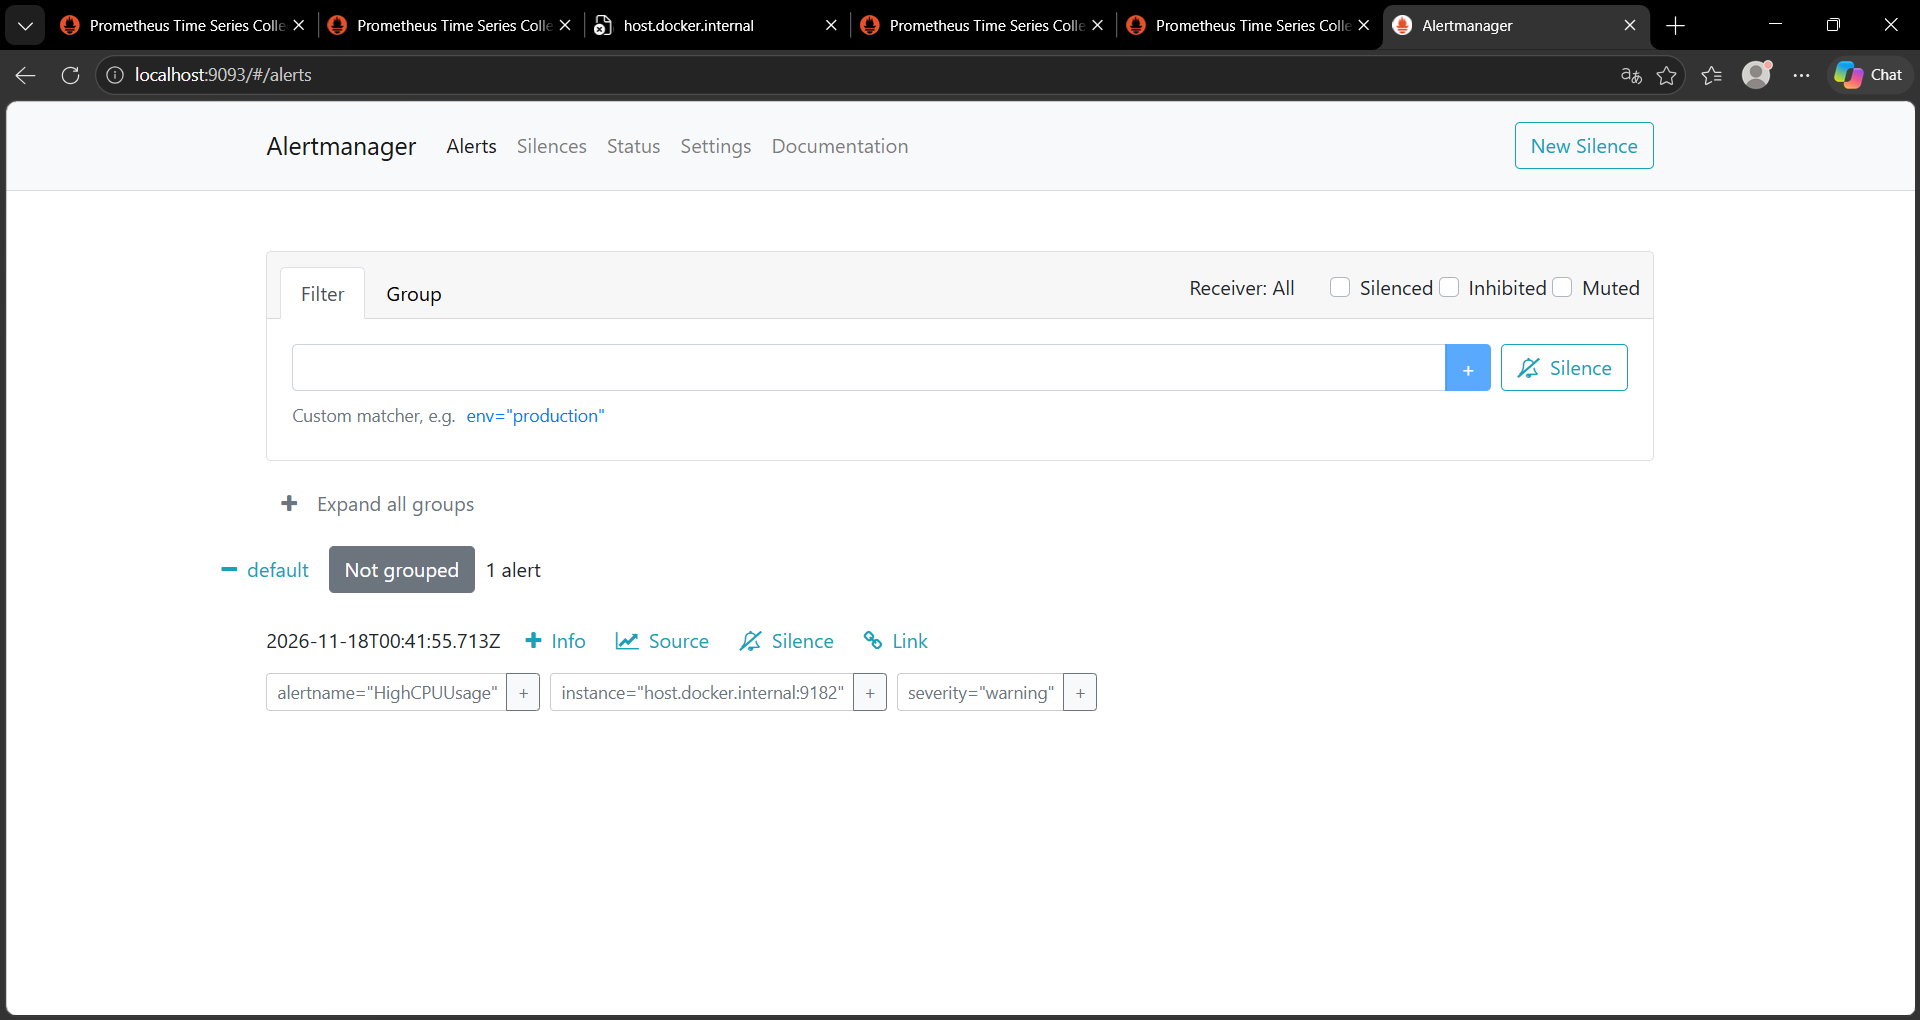 Prometheus Time Series Colle
Prometheus Time Series Colle
host.docker.internal
Prometheus Time Series Colle
Prometheus Time Series Colle
Alertmanager
localhost:9093/#/alerts
Chat
Alertmanager Alerts Silences Status Settings Documentation New Silence
Filter Group Receiver: All Silenced Inhibited Muted
+ Silence
Custom matcher, e.g. env="production"
+ Expand all groups
− default Not grouped 1 alert
2026-11-18T00:41:55.713Z + Info Source Silence Link
alertname="HighCPUUsage" + instance="host.docker.internal:9182" + severity="warning" +